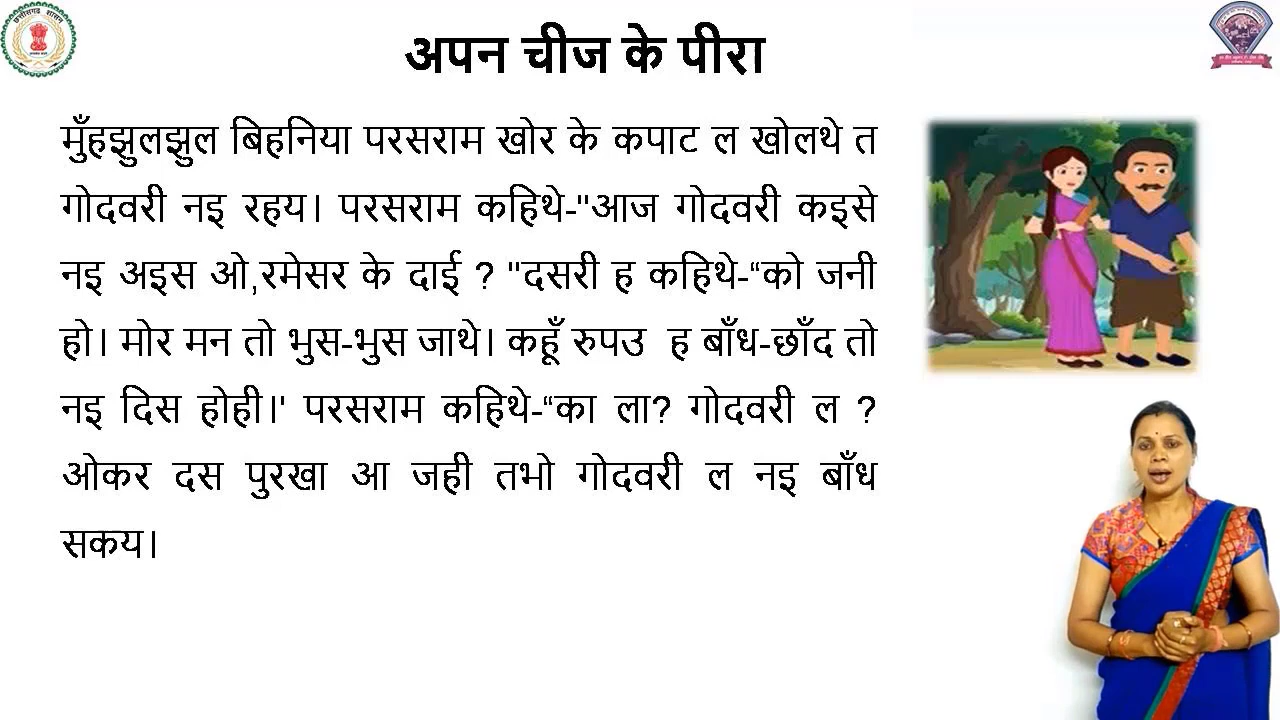 अपन चीज के पीरा
मुँहझुलझुल बिहनिया परसराम खोर के कपाट ल खोलथे त
गोदवरी नइ रहय। परसराम कहिथे-"आज गोदवरी कइसे
नइ अइस ओ,रमेसर के दाई ? "दसरी ह कहिथे-“को जनी
हो। मोर मन तो भुस-भुस जाथे। कहूँ रुपउ ह बाँध-छाँद तो
नइ दिस होही।' परसराम कहिथे-“का ला? गोदवरी ल ?
ओकर दस पुरखा आ जही तभो गोदवरी ल नइ बाँध
सकय।